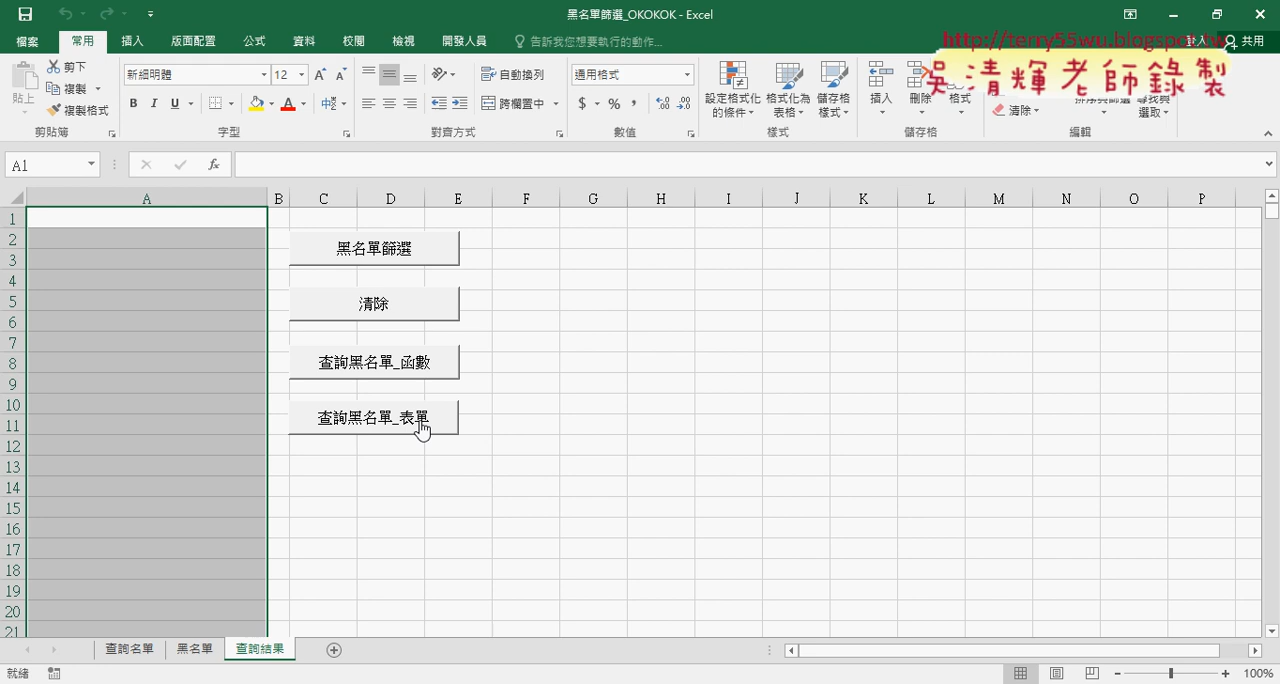 黑名單篩選_OKOKOK - Excel
檔案 常用 插入 版面配置 公式 資料 校閱 檢視 開發人員 告訴我您想要執行的動作... 登入 共用
http://terry55wu.blogspot.tw
吳清輝老師錄製
剪下
複製
複製格式
貼上
剪貼簿
新細明體 12
B I U A 中
字型
自動換列
跨欄置中
對齊方式
通用格式
$ % ,
數值
設定格式化的條件
格式化為表格
儲存格樣式
樣式
插入 刪除 格式
儲存格
清除
排序與篩選 尋找與選取
編輯
A1 fx
A B C D E F G H I J K L M N O P
1
2
3
4
5
6
7
8
9
10
11
12
13
14
15
16
17
18
19
20
21
黑名單篩選
清除
查詢黑名單_函數
查詢黑名單_表單
查詢名單 黑名單 查詢結果
就緒 100%